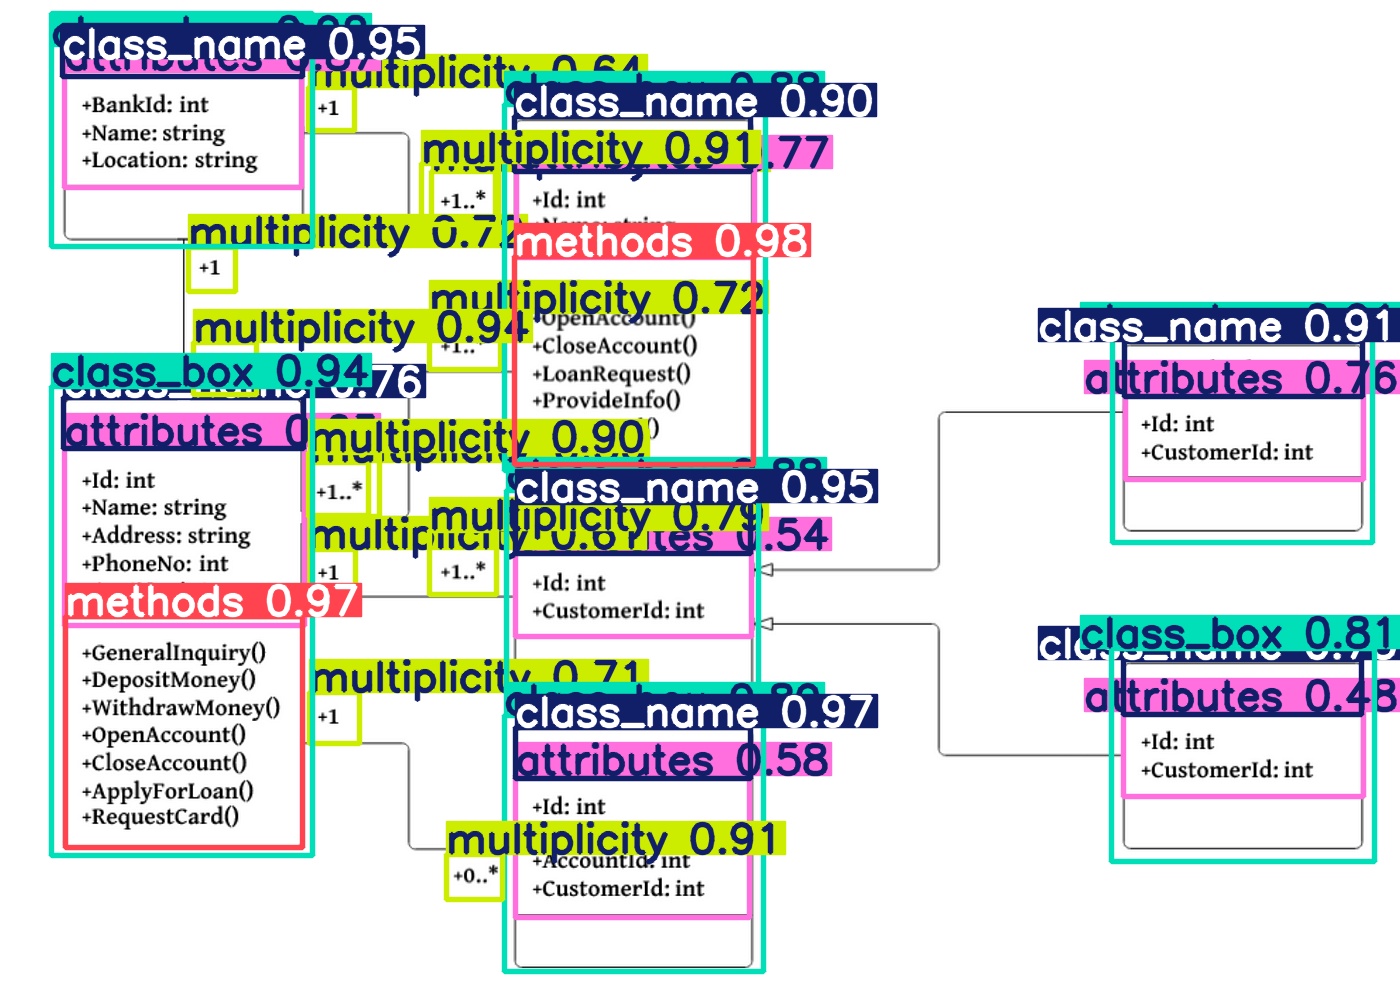 class_name 0.95
+BankId: int
+Name: string
+Location: string
multiplicity 0.64
+1
class_name 0.90
multiplicity 0.91
.77
+1..*
+Id: int
methods 0.98
OpenAccount()
+CloseAccount()
+LoanRequest()
+ProvideInfo()
multiplicity 0.72
+1
multiplicity 0.72
multiplicity 0.94
class_box 0.94
.76
attributes
+Id: int
+Name: string
+Address: string
+PhoneNo: int
methods 0.97
+GeneralInquiry()
+DepositMoney()
+WithdrawMoney()
+OpenAccount()
+CloseAccount()
+ApplyForLoan()
+RequestCard()
multiplicity 0.90
+1..*
+1
multiplicity 0.79
+1..*
class_name 0.95
0.54
+Id: int
+CustomerId: int
multiplicity 0.71
+1
class_name 0.97
attributes 0.58
+Id: int
multiplicity 0.91
+AccountId: int
+CustomerId: int
+0..*
class_name 0.91
attributes 0.76
+Id: int
+CustomerId: int
class_box 0.81
attributes 0.48
+Id: int
+CustomerId: int